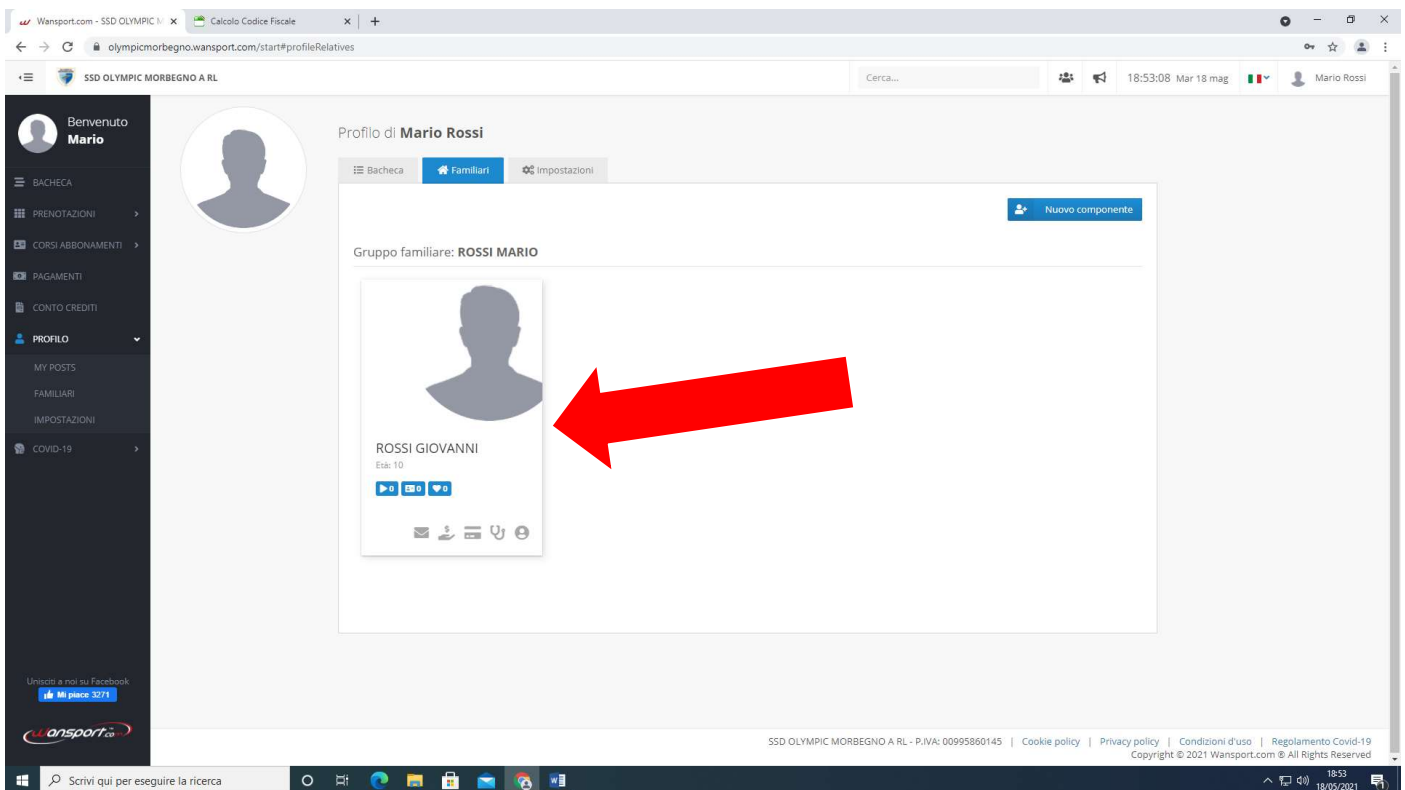 Wansport.com - SSD OLYMPIC M
Calcolo Codice Fiscale
olympicmorbegno.wansport.com/start#profileRelatives
SSD OLYMPIC MORBEGNO A RL
Cerca...
18:53:08 Mar 18 mag
Mario Rossi
Benvenuto
Mario
BACHECA
PRENOTAZIONI
CORSI ABBONAMENTI
PAGAMENTI
CONTO CREDITI
PROFILO
MY POSTS
FAMILIARI
IMPOSTAZIONI
COVID-19
Unisciti a noi su Facebook
Mi piace 3271
Wansport.com
Profilo di Mario Rossi
Bacheca
Familiari
Impostazioni
Nuovo componente
Gruppo familiare: ROSSI MARIO
ROSSI GIOVANNI
Età: 10
0 0 0
SSD OLYMPIC MORBEGNO A RL - P.IVA: 00995860145 | Cookie policy | Privacy policy | Condizioni d'uso | Regolamento Covid-19
Copyright © 2021 Wansport.com ® All Rights Reserved
Scrivi qui per eseguire la ricerca
18:53
18/05/2021